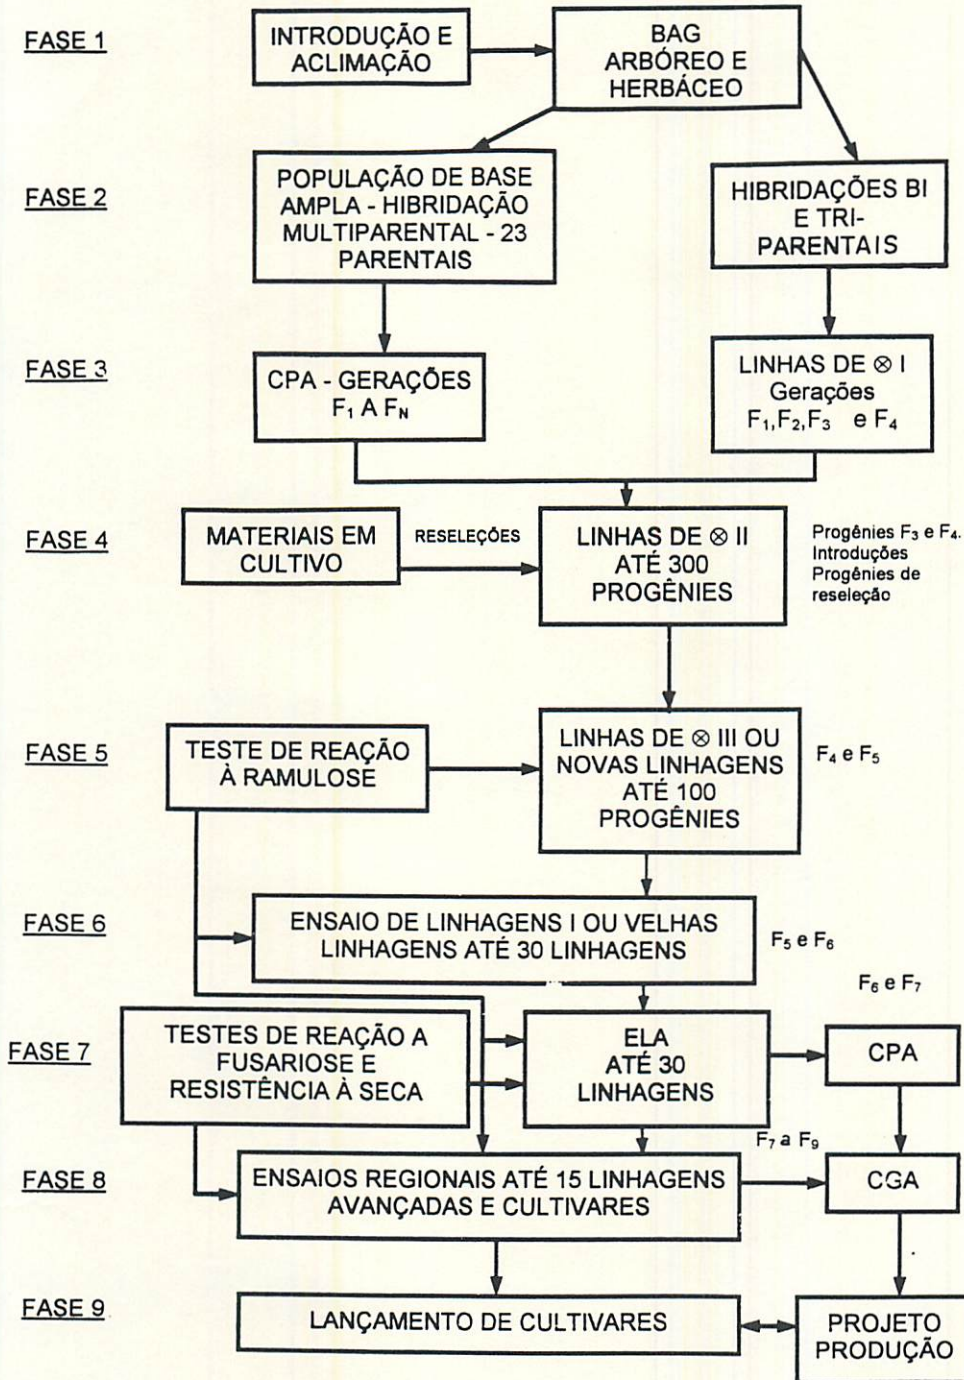 FASE 1
INTRODUÇÃO E
ACLIMAÇÃO
BAG
ARBÓREO E
HERBÁCEO
FASE 2
POPULAÇÃO DE BASE
AMPLA - HIBRIDAÇÃO
MULTIPARENTAL - 23
PARENTAIS
HIBRIDAÇÕES BI
E TRI-
PARENTAIS
FASE 3
CPA - GERAÇÕES
F₁ A Fₙ
LINHAS DE ⊗ I
Gerações
F₁,F₂,F₃ e F₄
FASE 4
MATERIAIS EM
CULTIVO
RESELEÇÕES
LINHAS DE ⊗ II
ATÉ 300
PROGÊNIES
Progênies F₃ e F₄.
Introduções
Progênies de
reseleção
FASE 5
TESTE DE REAÇÃO
À RAMULOSE
LINHAS DE ⊗ III OU
NOVAS LINHAGENS
ATÉ 100
PROGÊNIES
F₄ e F₅
FASE 6
ENSAIO DE LINHAGENS I OU VELHAS
LINHAGENS ATÉ 30 LINHAGENS
F₅ e F₆
F₆ e F₇
FASE 7
TESTES DE REAÇÃO A
FUSARIOSE E
RESISTÊNCIA À SECA
ELA
ATÉ 30
LINHAGENS
CPA
F₇ a F₉
FASE 8
ENSAIOS REGIONAIS ATÉ 15 LINHAGENS
AVANÇADAS E CULTIVARES
CGA
FASE 9
LANÇAMENTO DE CULTIVARES
PROJETO
PRODUÇÃO